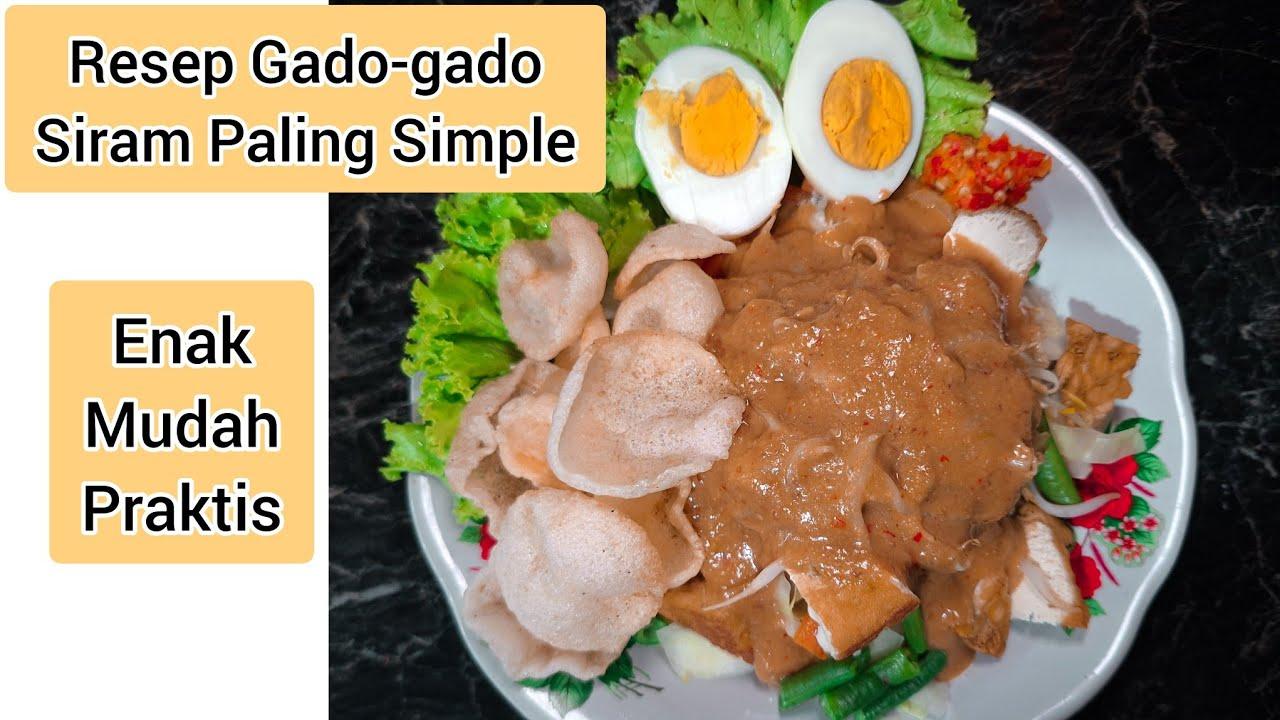 Resep Gado-gado
Siram Paling Simple
Enak
Mudah
Praktis